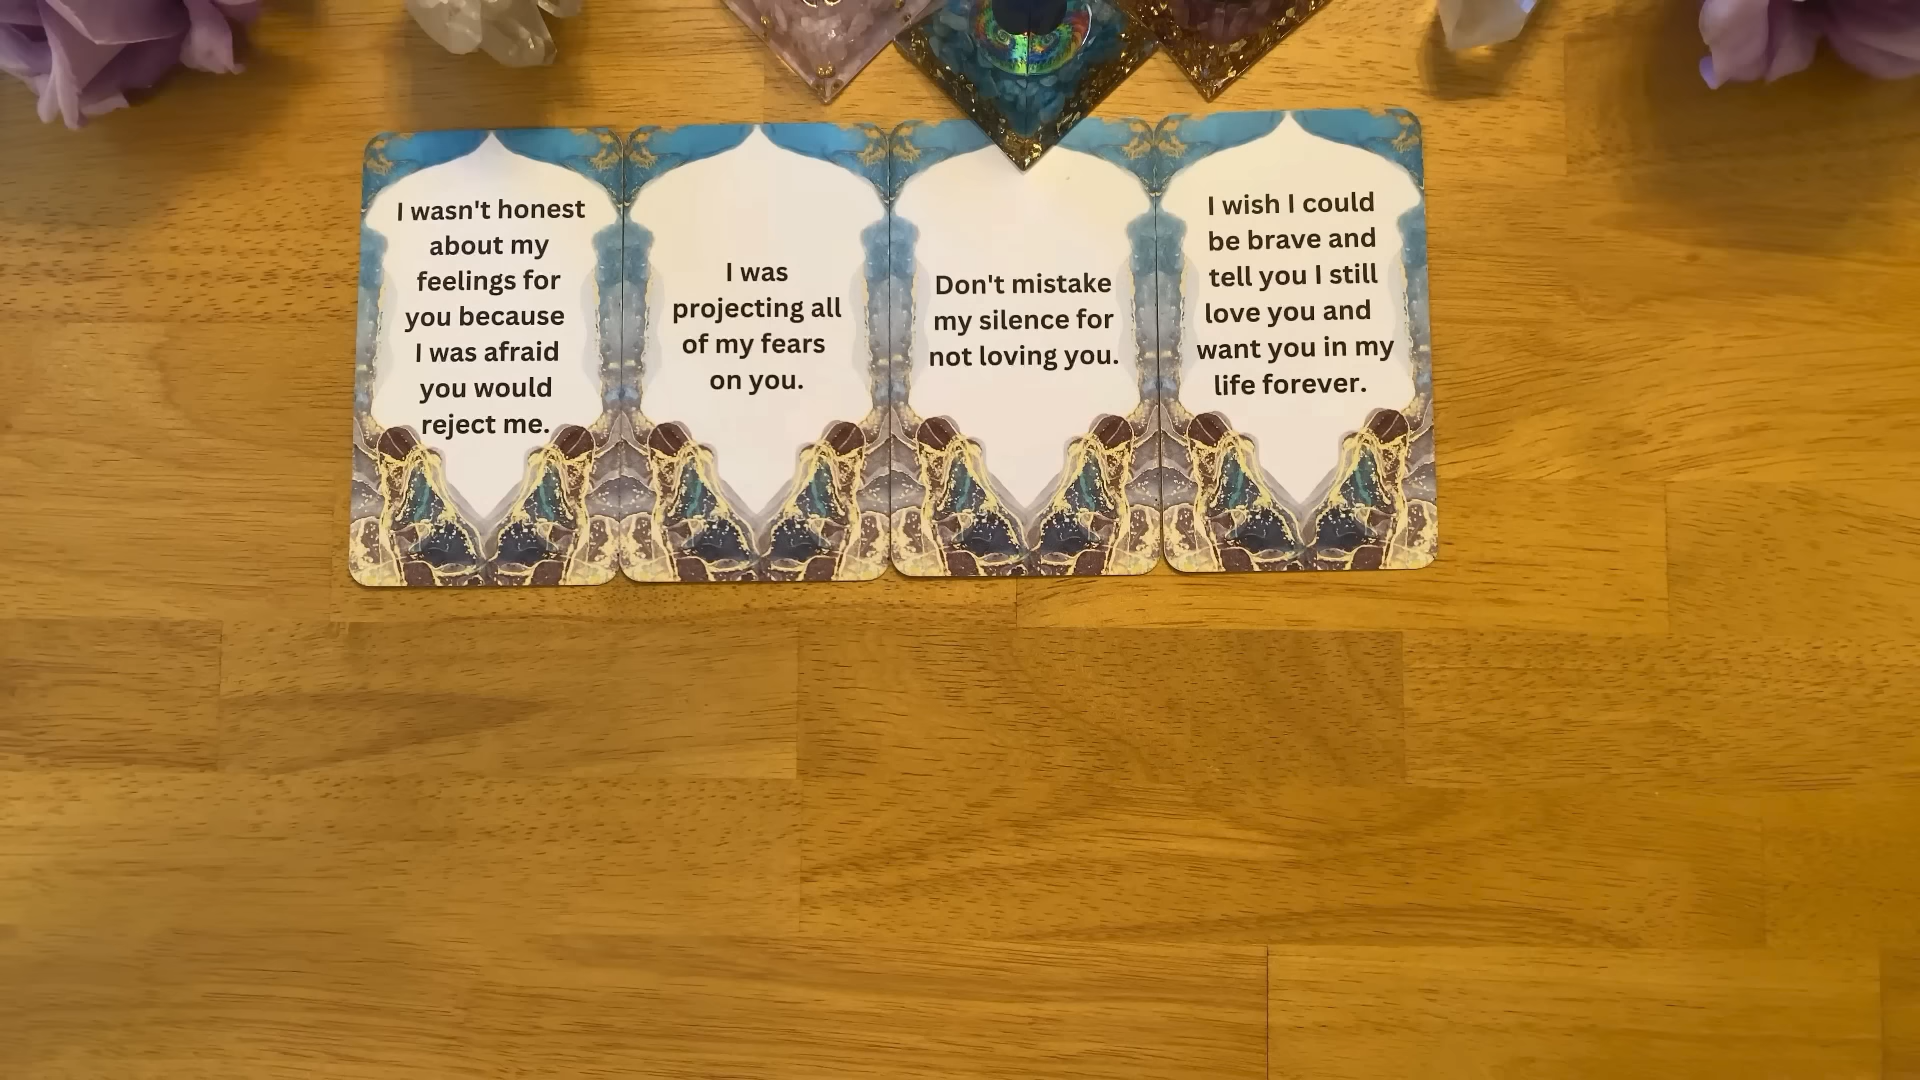 I wasn't honest
about my
feelings for
you because
I was afraid
you would
reject me.
I was
projecting all
of my fears
on you.
Don't mistake
my silence for
not loving you.
I wish I could
be brave and
tell you I still
love you and
want you in my
life forever.